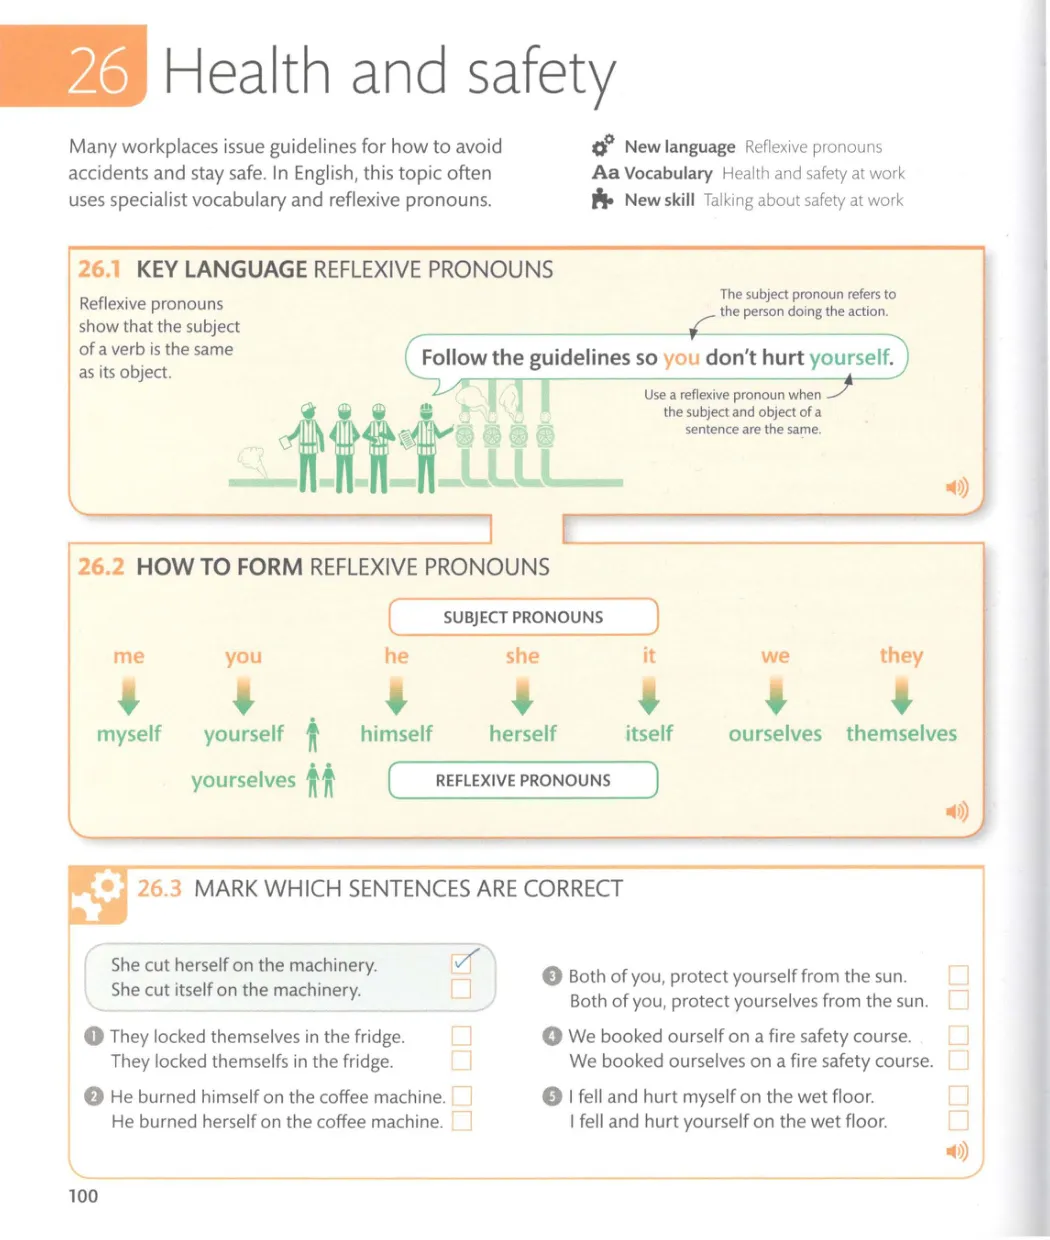 26 Health and safety
Many workplaces issue guidelines for how to avoid
accidents and stay safe. In English, this topic often
uses specialist vocabulary and reflexive pronouns.
New language Reflexive pronouns
Aa Vocabulary Health and safety at work
New skill Talking about safety at work
26.1 KEY LANGUAGE REFLEXIVE PRONOUNS
Reflexive pronouns
show that the subject
of a verb is the same
as its object.
The subject pronoun refers to
the person doing the action.
Follow the guidelines so you don't hurt yourself.
Use a reflexive pronoun when
the subject and object of a
sentence are the same.
26.2 HOW TO FORM REFLEXIVE PRONOUNS
SUBJECT PRONOUNS
me you he she it we they
myself yourself himself herself itself ourselves themselves
yourselves
REFLEXIVE PRONOUNS
26.3 MARK WHICH SENTENCES ARE CORRECT
She cut herself on the machinery.
She cut itself on the machinery.
1 They locked themselves in the fridge.
They locked themselfs in the fridge.
2 He burned himself on the coffee machine.
He burned herself on the coffee machine.
3 Both of you, protect yourself from the sun.
Both of you, protect yourselves from the sun.
4 We booked ourself on a fire safety course.
We booked ourselves on a fire safety course.
5 I fell and hurt myself on the wet floor.
I fell and hurt yourself on the wet floor.
100